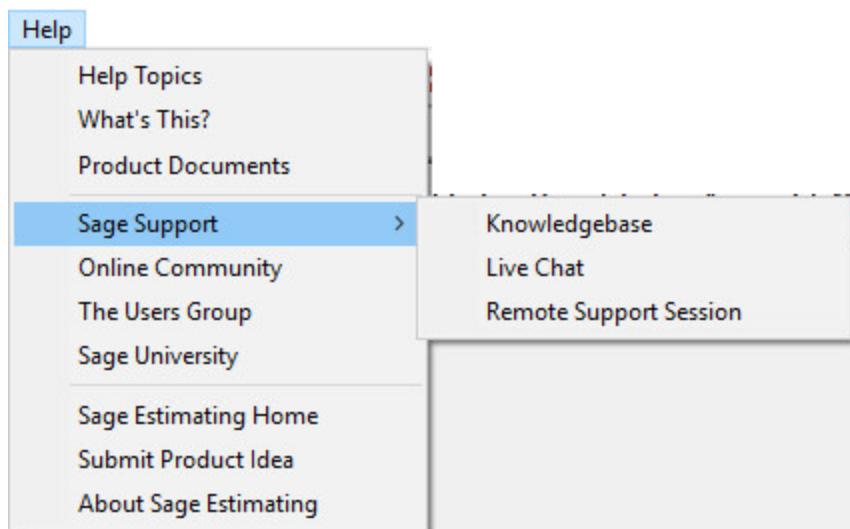 Help
Help Topics
What's This?
Product Documents
Sage Support
Knowledgebase
Live Chat
Remote Support Session
Online Community
The Users Group
Sage University
Sage Estimating Home
Submit Product Idea
About Sage Estimating